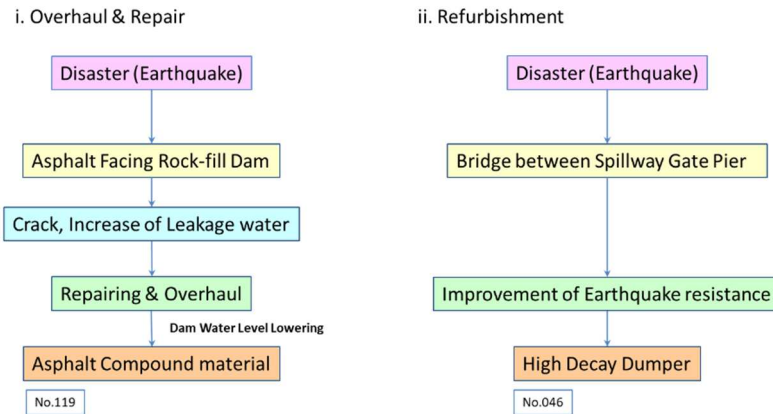 i. Overhaul & Repair
Disaster (Earthquake)
Asphalt Facing Rock-fill Dam
Crack, Increase of Leakage water
Repairing & Overhaul
Dam Water Level Lowering
Asphalt Compound material
No.119
ii. Refurbishment
Disaster (Earthquake)
Bridge between Spillway Gate Pier
Improvement of Earthquake resistance
High Decay Dumper
No.046